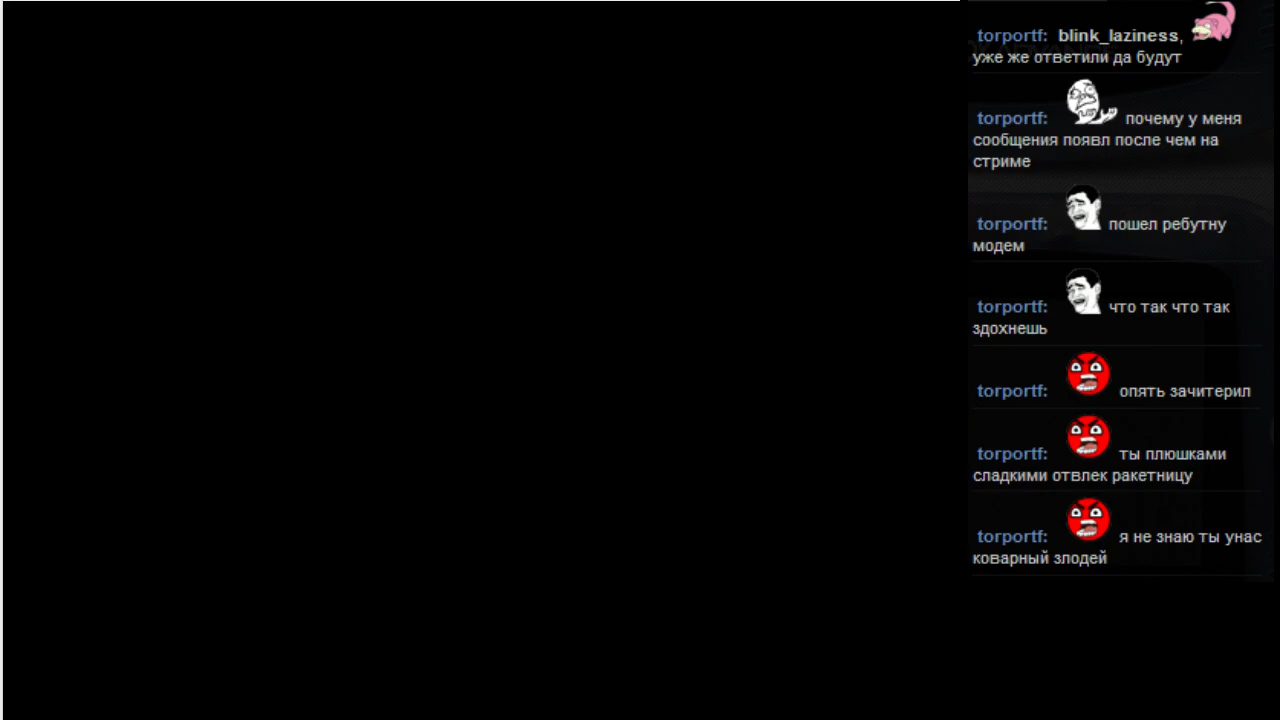 torportf: blink_laziness,
уже же ответили да будут
torportf: почему у меня
сообщения появл после чем на
стриме
torportf: пошел ребутну
модем
torportf: что так что так
здохнешь
torportf: опять зачитерил
torportf: ты плюшками
сладкими отвлек ракетницу
torportf: я не знаю ты унас
коварный злодей